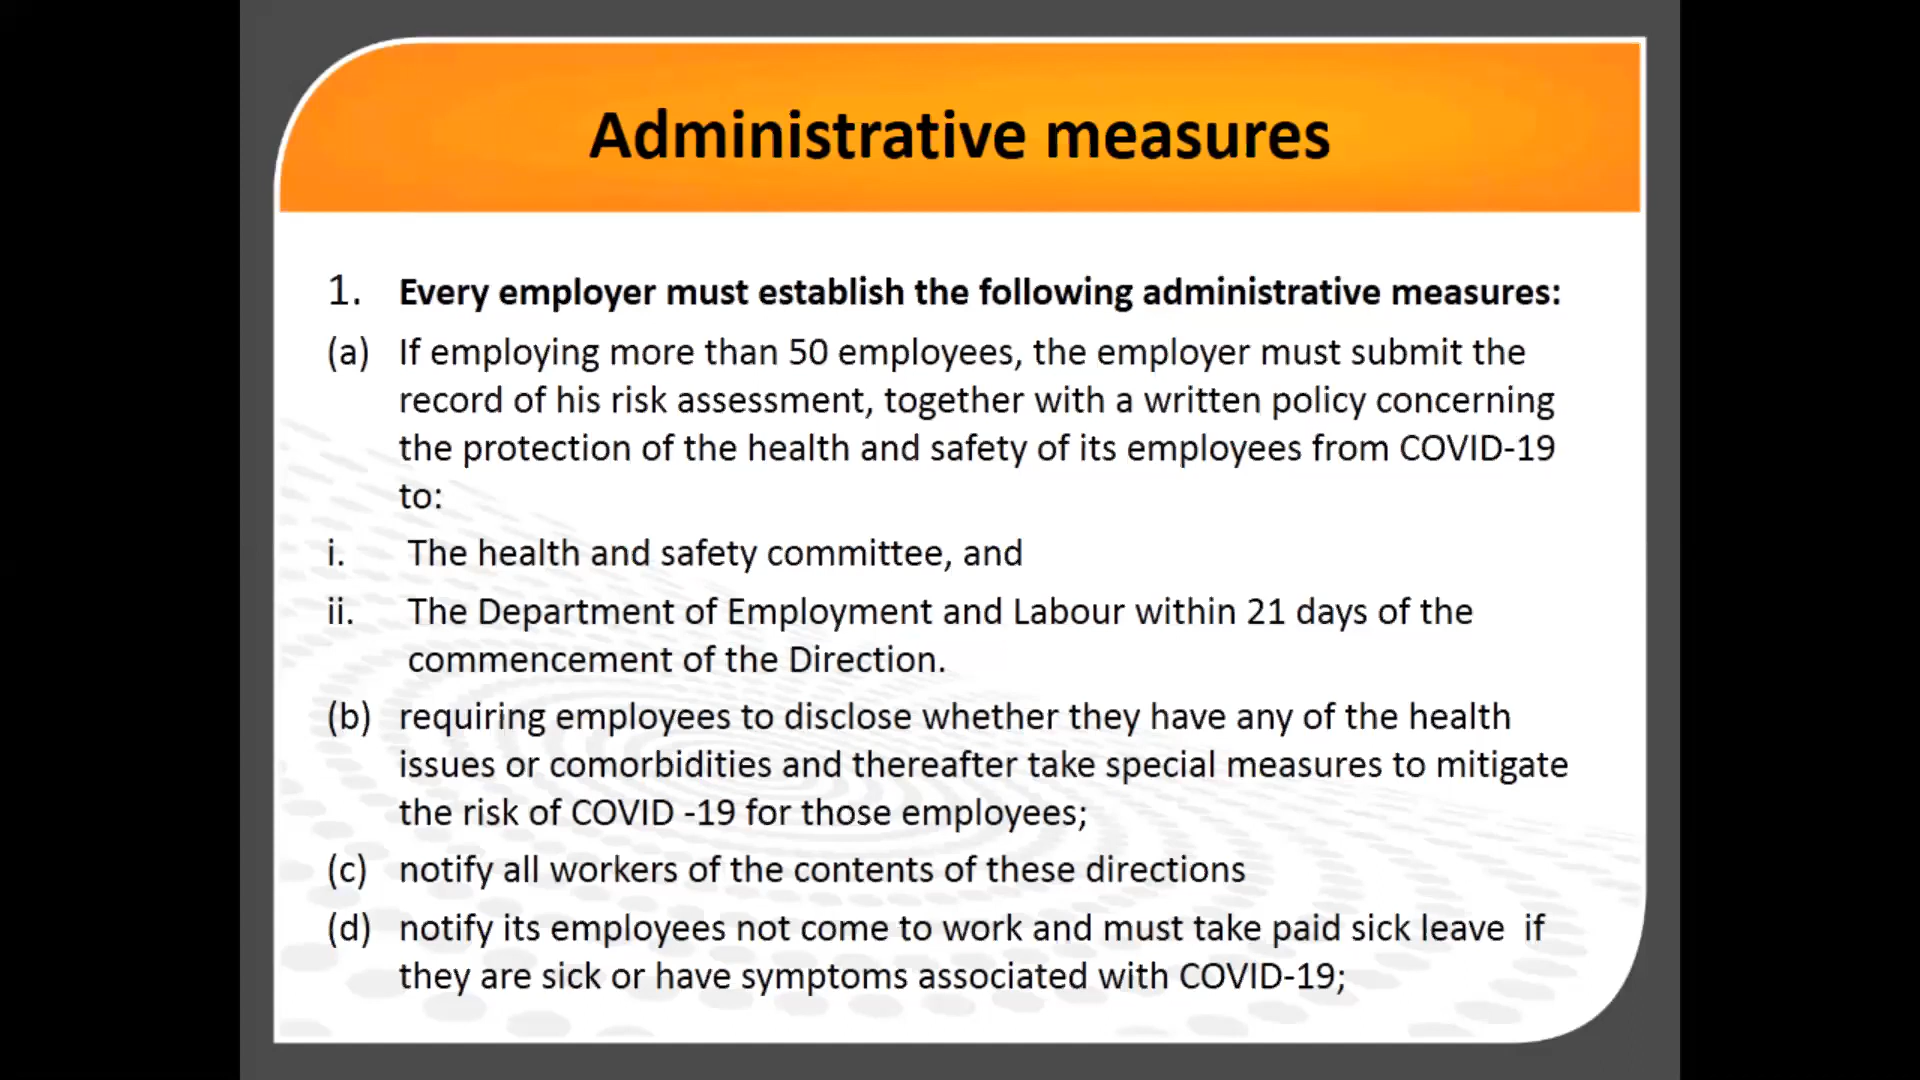 Administrative measures
1. Every employer must establish the following administrative measures:
(a) If employing more than 50 employees, the employer must submit the
record of his risk assessment, together with a written policy concerning
the protection of the health and safety of its employees from COVID-19
to:
i. The health and safety committee, and
ii. The Department of Employment and Labour within 21 days of the
commencement of the Direction.
(b) requiring employees to disclose whether they have any of the health
issues or comorbidities and thereafter take special measures to mitigate
the risk of COVID -19 for those employees;
(c) notify all workers of the contents of these directions
(d) notify its employees not come to work and must take paid sick leave  if
they are sick or have symptoms associated with COVID-19;